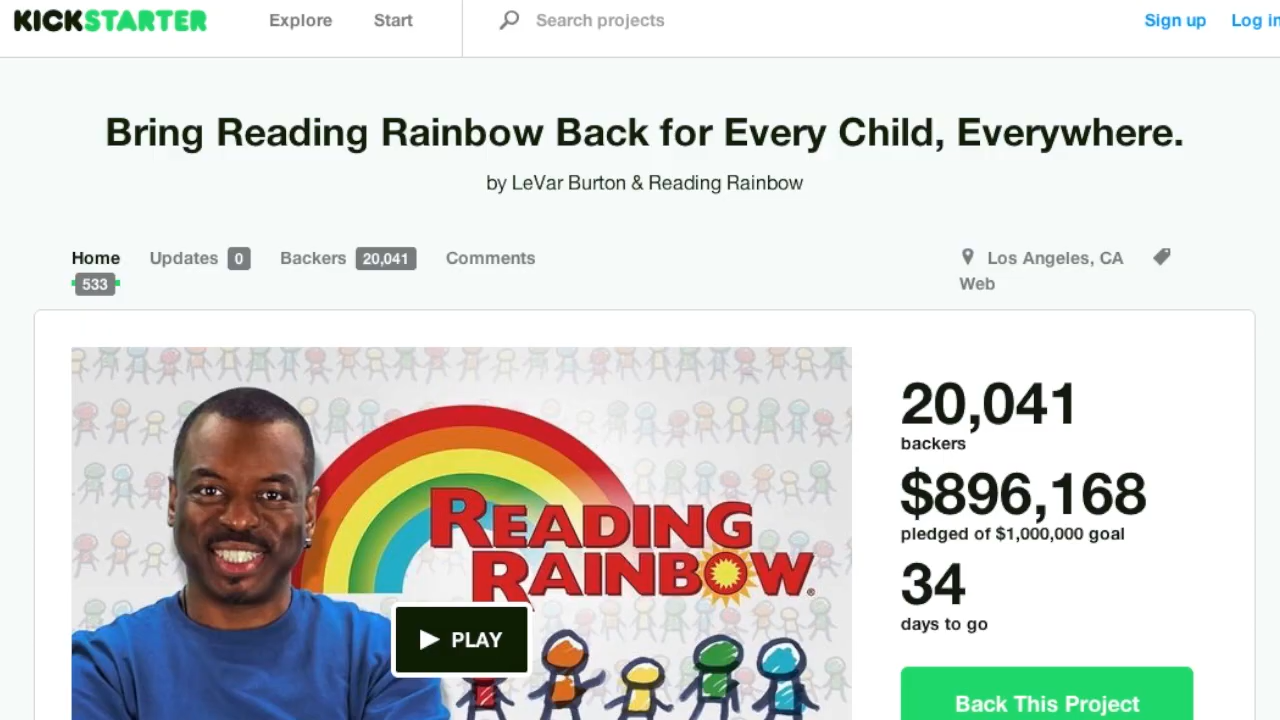 KICKSTARTER Explore Start Search projects Sign up Log in
Bring Reading Rainbow Back for Every Child, Everywhere.
by LeVar Burton & Reading Rainbow
Home Updates 0 Backers 20,041 Comments Los Angeles, CA
533 Web
20,041
backers
$896,168
pledged of $1,000,000 goal
34
days to go
READING
RAINBOW®
PLAY
Back This Project